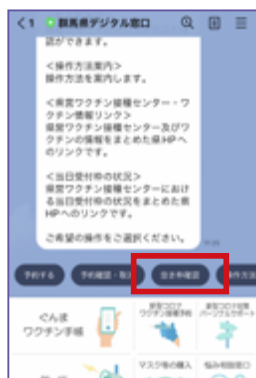 1 群馬県デジタル窓口
認ができます。
<操作方法案内>
操作方法を案内します。
<県営ワクチン接種センター・ワ
クチン情報リンク>
県営ワクチン接種センター及びワ
クチンの情報をまとめた県HPへ
のリンクです。
<当日受付枠の状況>
県営ワクチン接種センターにおけ
る当日受付枠の状況をまとめた県
HPへのリンクです。
ご希望の操作をご選択ください。
予約する 予約確認・取消 空き枠確認 操作方法
ぐんま
ワクチン手帳
新型コロナ
ワクチン接種予約
新型コロナ対策
パーソナルサポート
マスク等の購入 悩み相談窓口